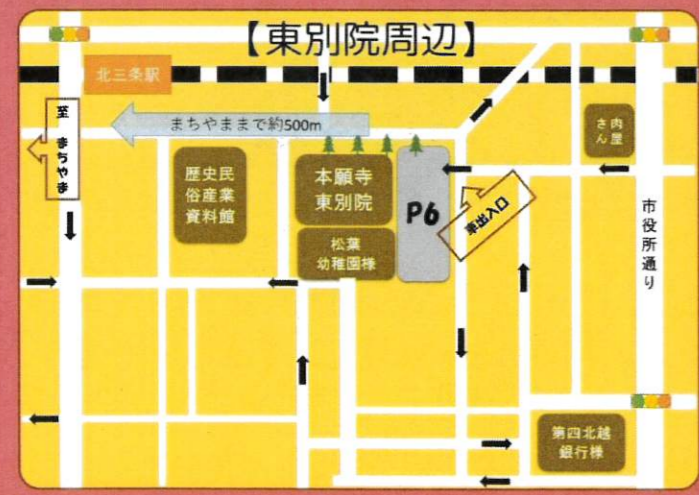 【東別院周辺】
北三条駅
至 まちやま
まちやままで約500m
肉屋
さん
歴史民
俗産業
資料館
本願寺
東別院
P6
車出入口
松葉
幼稚園様
市役所通り
第四北越
銀行様